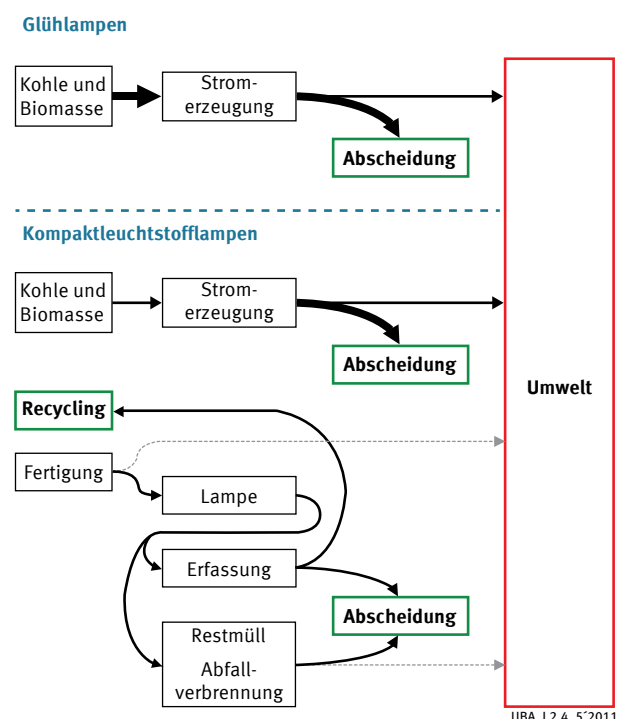 Glühlampen
Kohle und
Biomasse
Strom-
erzeugung
Abscheidung
Kompaktleuchtstofflampen
Kohle und
Biomasse
Strom-
erzeugung
Abscheidung
Umwelt
Recycling
Fertigung
Lampe
Erfassung
Abscheidung
Restmüll
Abfall-
verbrennung
UBA I 2.4 5´2011